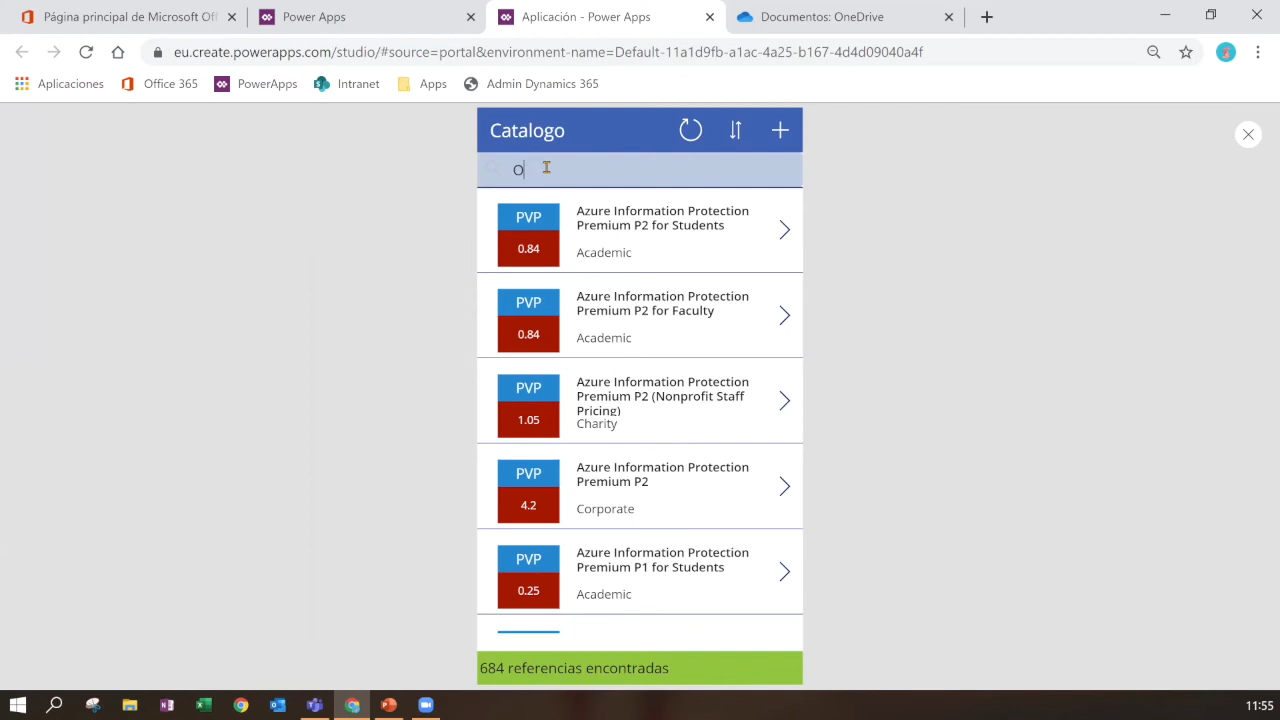 Página principal de Microsoft Of
Power Apps
Aplicación - Power Apps
Documentos: OneDrive
eu.create.powerapps.com/studio/#source=portal&environment-name=Default-11a1d9fb-a1ac-4a25-b167-4d4d09040a4f
Aplicaciones
Office 365
PowerApps
Intranet
Apps
Admin Dynamics 365
Catalogo
O
PVP
0.84
Azure Information Protection
Premium P2 for Students
Academic
PVP
0.84
Azure Information Protection
Premium P2 for Faculty
Academic
PVP
1.05
Azure Information Protection
Premium P2 (Nonprofit Staff
Pricing)
Charity
PVP
4.2
Azure Information Protection
Premium P2
Corporate
PVP
0.25
Azure Information Protection
Premium P1 for Students
Academic
684 referencias encontradas
11:55